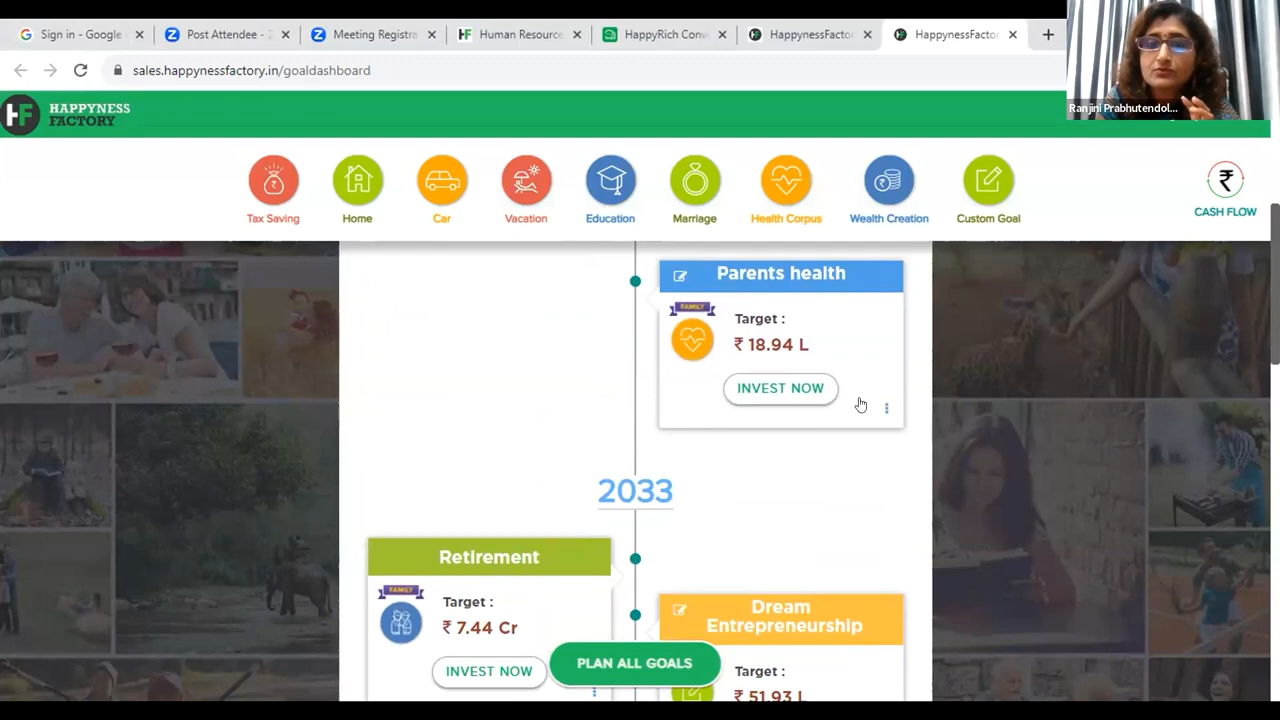 Sign in - Google
Post Attendee - Z
Meeting Registra
Human Resource
HappyRich Conv
HappynessFacto
HappynessFacto
sales.happynessfactory.in/goaldashboard
Ranjini Prabhutendol...
HF HAPPYNESS
FACTORY
Tax Saving
Home
Car
Vacation
Education
Marriage
Health Corpus
Wealth Creation
Custom Goal
₹
CASH FLOW
Parents health
FAMILY
Target :
₹ 18.94 L
INVEST NOW
2033
Retirement
FAMILY
Target :
₹ 7.44 Cr
INVEST NOW
Dream
Entrepreneurship
Target :
₹ 51.93 L
PLAN ALL GOALS